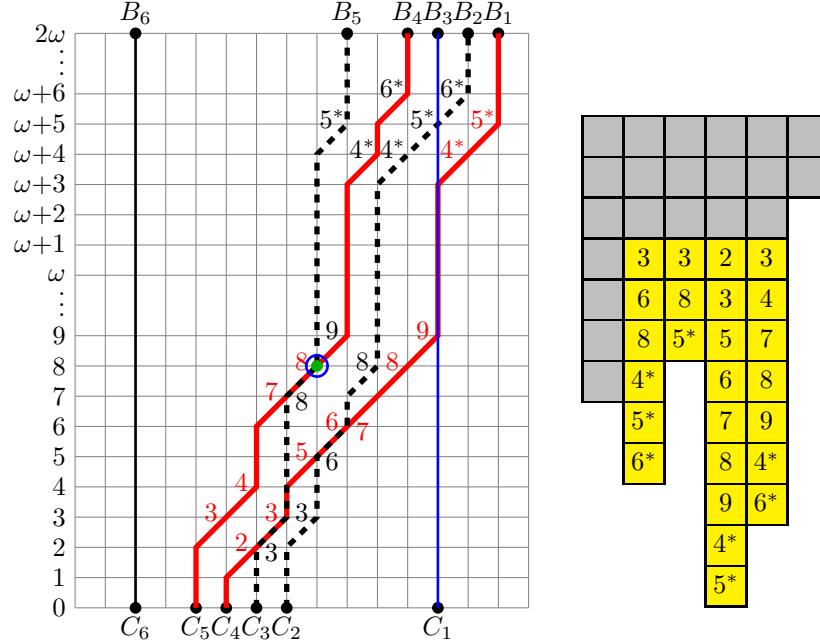 B₆ B₅ B₄ B₃ B₂ B₁
2ω
⋮
ω+6 6* 6*
ω+5 5* 5* 5*
ω+4 4* 4* 4*
ω+3
ω+2
ω+1
ω
⋮
9 9 9
8 8 8 8
7 7 8
6 6 7
5 5 6
4 4
3 3 3 3
2 2 3
1
0
C₆ C₅ C₄ C₃ C₂ C₁
3 3 2 3
6 8 3 4
8 5* 5 7
4* 6 8
5* 7 9
6* 8 4*
9 6*
4*
5*